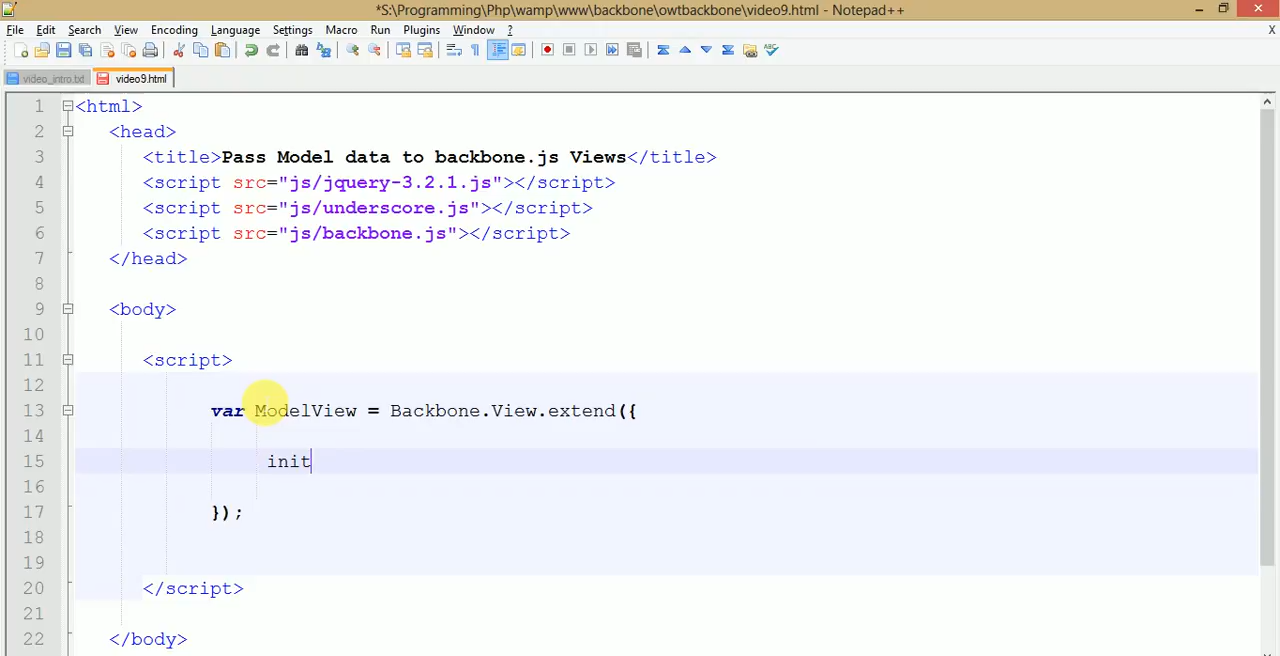 *S:\Programming\Php\wamp\www\backbone\owtbackbone\video9.html - Notepad++
File Edit Search View Encoding Language Settings Macro Run Plugins Window ? X
video_intro.txt video9.html
1 <html>
2 <head>
3 <title>Pass Model data to backbone.js Views</title>
4 <script src="js/jquery-3.2.1.js"></script>
5 <script src="js/underscore.js"></script>
6 <script src="js/backbone.js"></script>
7 </head>
8
9 <body>
10
11 <script>
12
13 var ModelView = Backbone.View.extend({
14
15 init
16
17 });
18
19
20 </script>
21
22 </body>